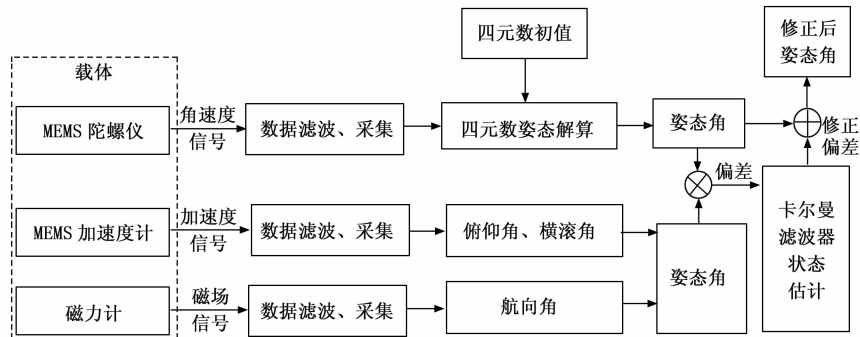 四元数初值
修正后
姿态角
载体
MEMS 陀螺仪
角速度
信号
数据滤波、采集
四元数姿态解算
姿态角
修正
偏差
偏差
MEMS 加速度计
加速度
信号
数据滤波、采集
俯仰角、横滚角
姿态角
卡尔曼
滤波器
状态
估计
磁力计
磁场
信号
数据滤波、采集
航向角